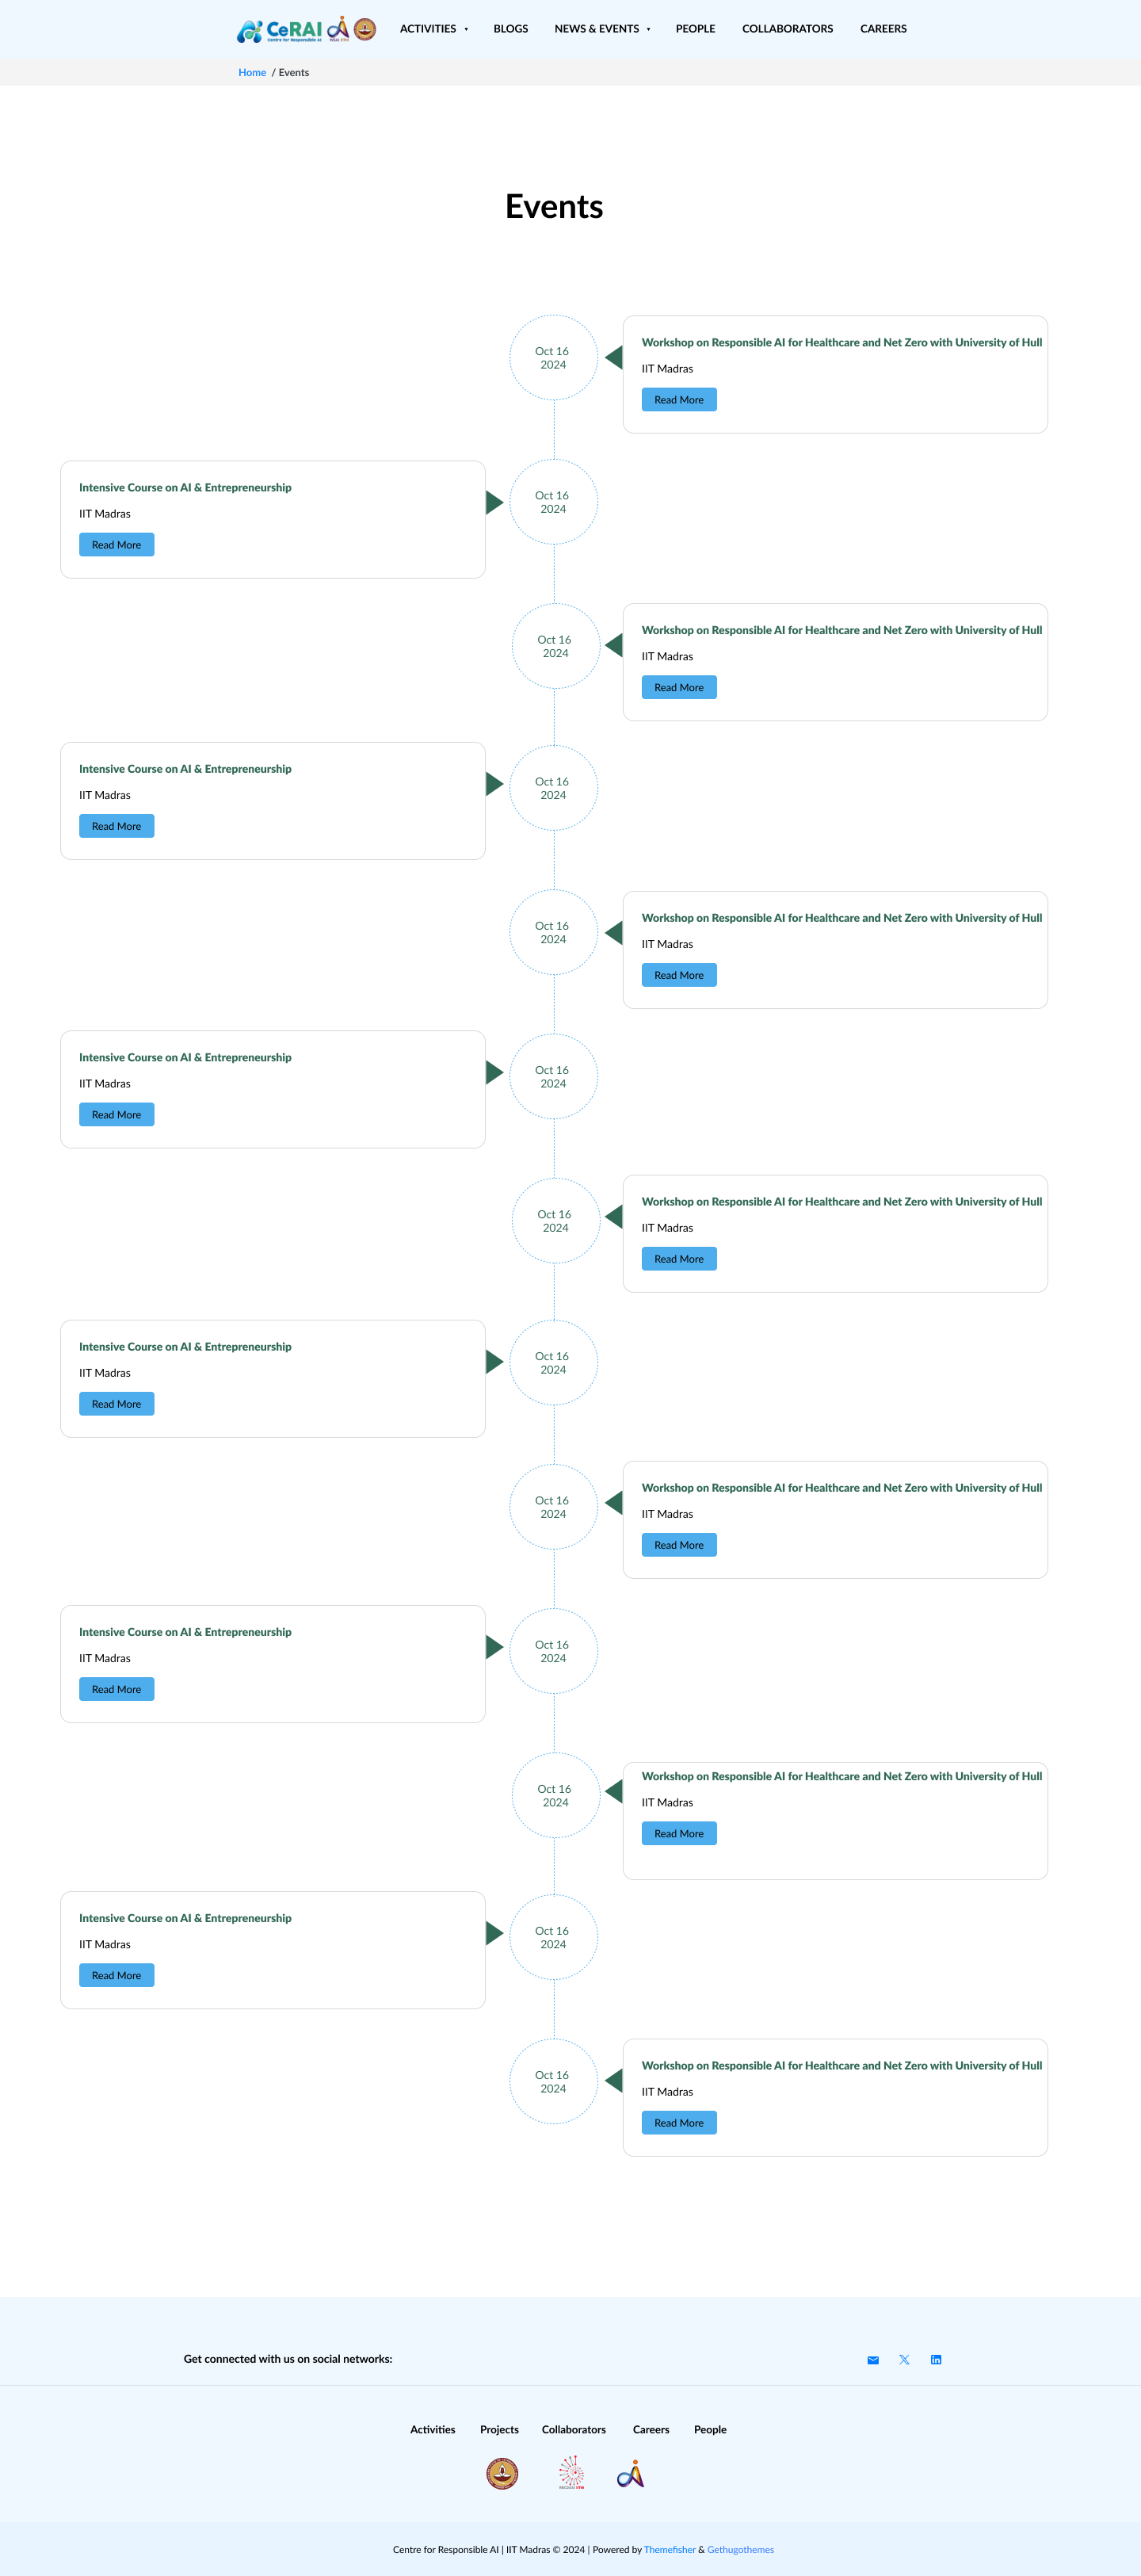 CeRAI
Centre for Responsible AI
ACTIVITIES
BLOGS
NEWS & EVENTS
PEOPLE
COLLABORATORS
CAREERS
Home / Events
Events
Oct 16
2024
Workshop on Responsible AI for Healthcare and Net Zero with University of Hull
IIT Madras
Read More
Intensive Course on AI & Entrepreneurship
IIT Madras
Read More
Oct 16
2024
Oct 16
2024
Workshop on Responsible AI for Healthcare and Net Zero with University of Hull
IIT Madras
Read More
Intensive Course on AI & Entrepreneurship
IIT Madras
Read More
Oct 16
2024
Oct 16
2024
Workshop on Responsible AI for Healthcare and Net Zero with University of Hull
IIT Madras
Read More
Intensive Course on AI & Entrepreneurship
IIT Madras
Read More
Oct 16
2024
Oct 16
2024
Workshop on Responsible AI for Healthcare and Net Zero with University of Hull
IIT Madras
Read More
Intensive Course on AI & Entrepreneurship
IIT Madras
Read More
Oct 16
2024
Oct 16
2024
Workshop on Responsible AI for Healthcare and Net Zero with University of Hull
IIT Madras
Read More
Intensive Course on AI & Entrepreneurship
IIT Madras
Read More
Oct 16
2024
Oct 16
2024
Workshop on Responsible AI for Healthcare and Net Zero with University of Hull
IIT Madras
Read More
Intensive Course on AI & Entrepreneurship
IIT Madras
Read More
Oct 16
2024
Oct 16
2024
Workshop on Responsible AI for Healthcare and Net Zero with University of Hull
IIT Madras
Read More
Get connected with us on social networks:
Activities
Projects
Collaborators
Careers
People
Centre for Responsible AI | IIT Madras © 2024 | Powered by Themefisher & Gethugothemes